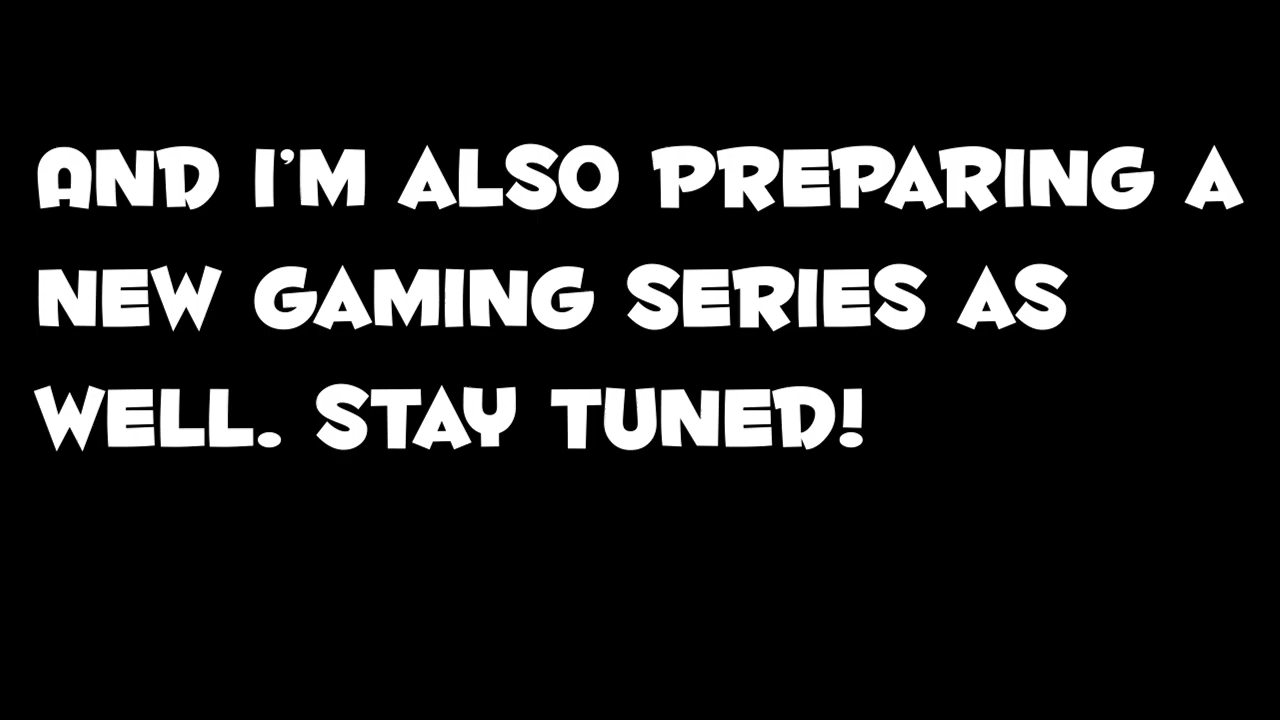 AND I'M ALSO PREPARING A
NEW GAMING SERIES AS
WELL. STAY TUNED!